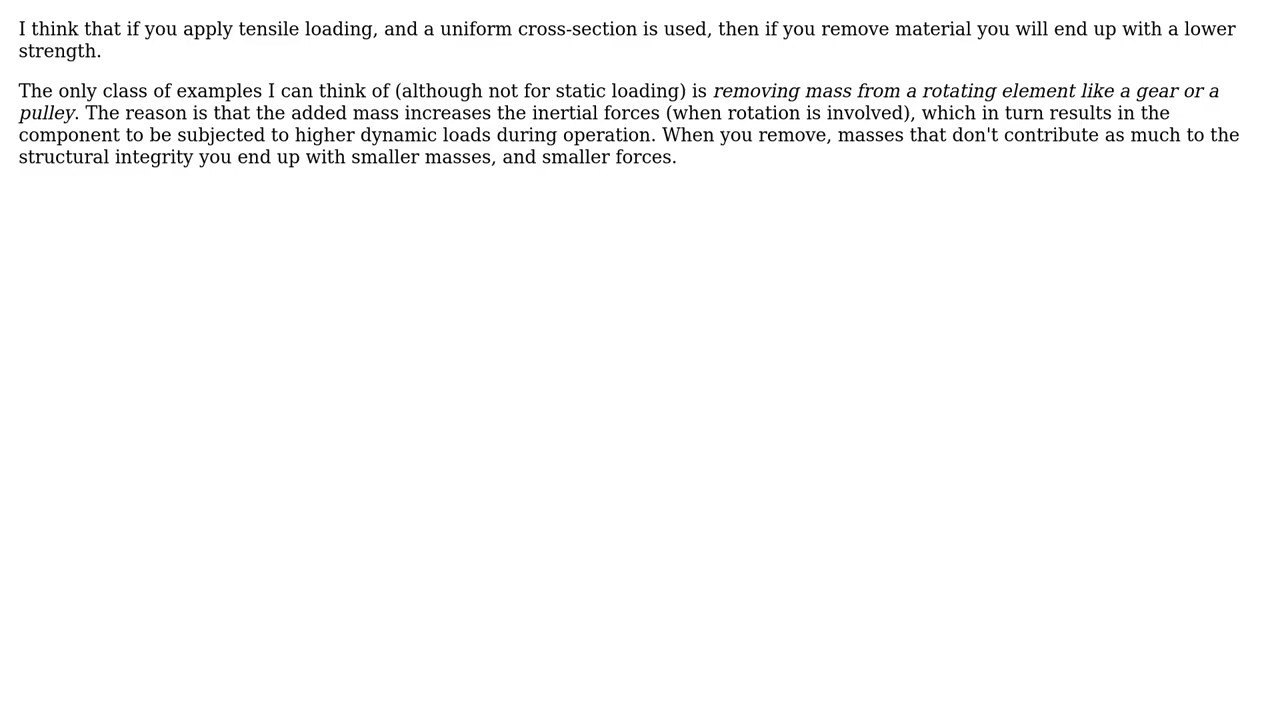 I think that if you apply tensile loading, and a uniform cross-section is used, then if you remove material you will end up with a lower
strength.
The only class of examples I can think of (although not for static loading) is removing mass from a rotating element like a gear or a
pulley. The reason is that the added mass increases the inertial forces (when rotation is involved), which in turn results in the
component to be subjected to higher dynamic loads during operation. When you remove, masses that don't contribute as much to the
structural integrity you end up with smaller masses, and smaller forces.